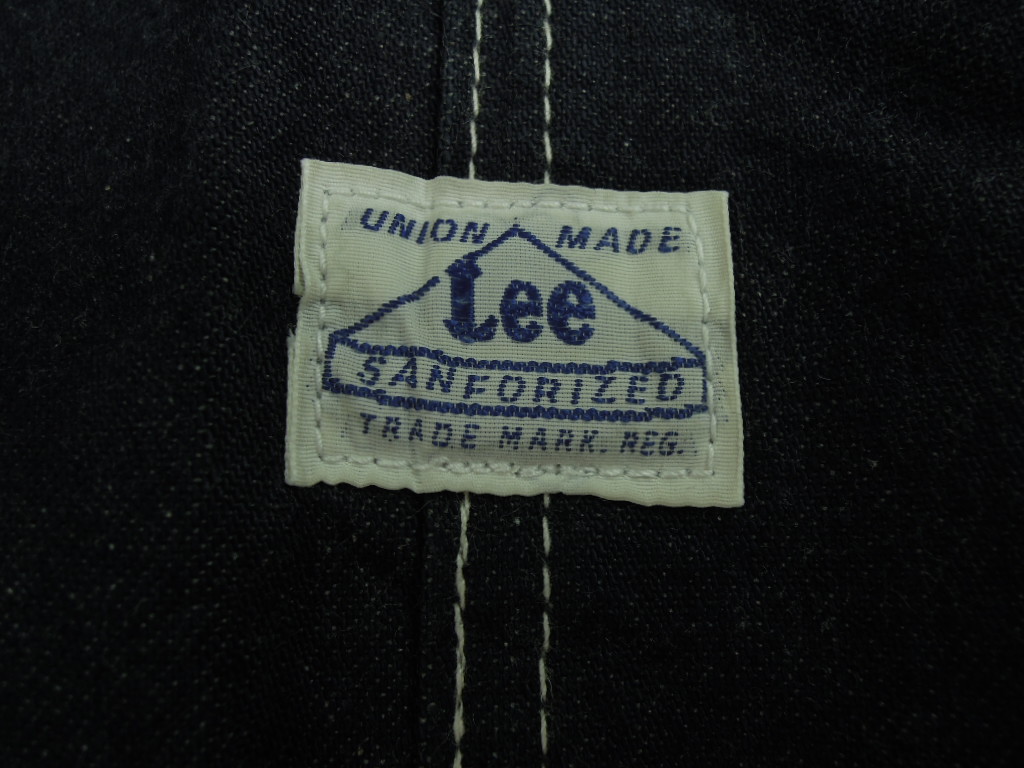 UNION MADE
Lee
SANFORIZED
TRADE MARK. REG.